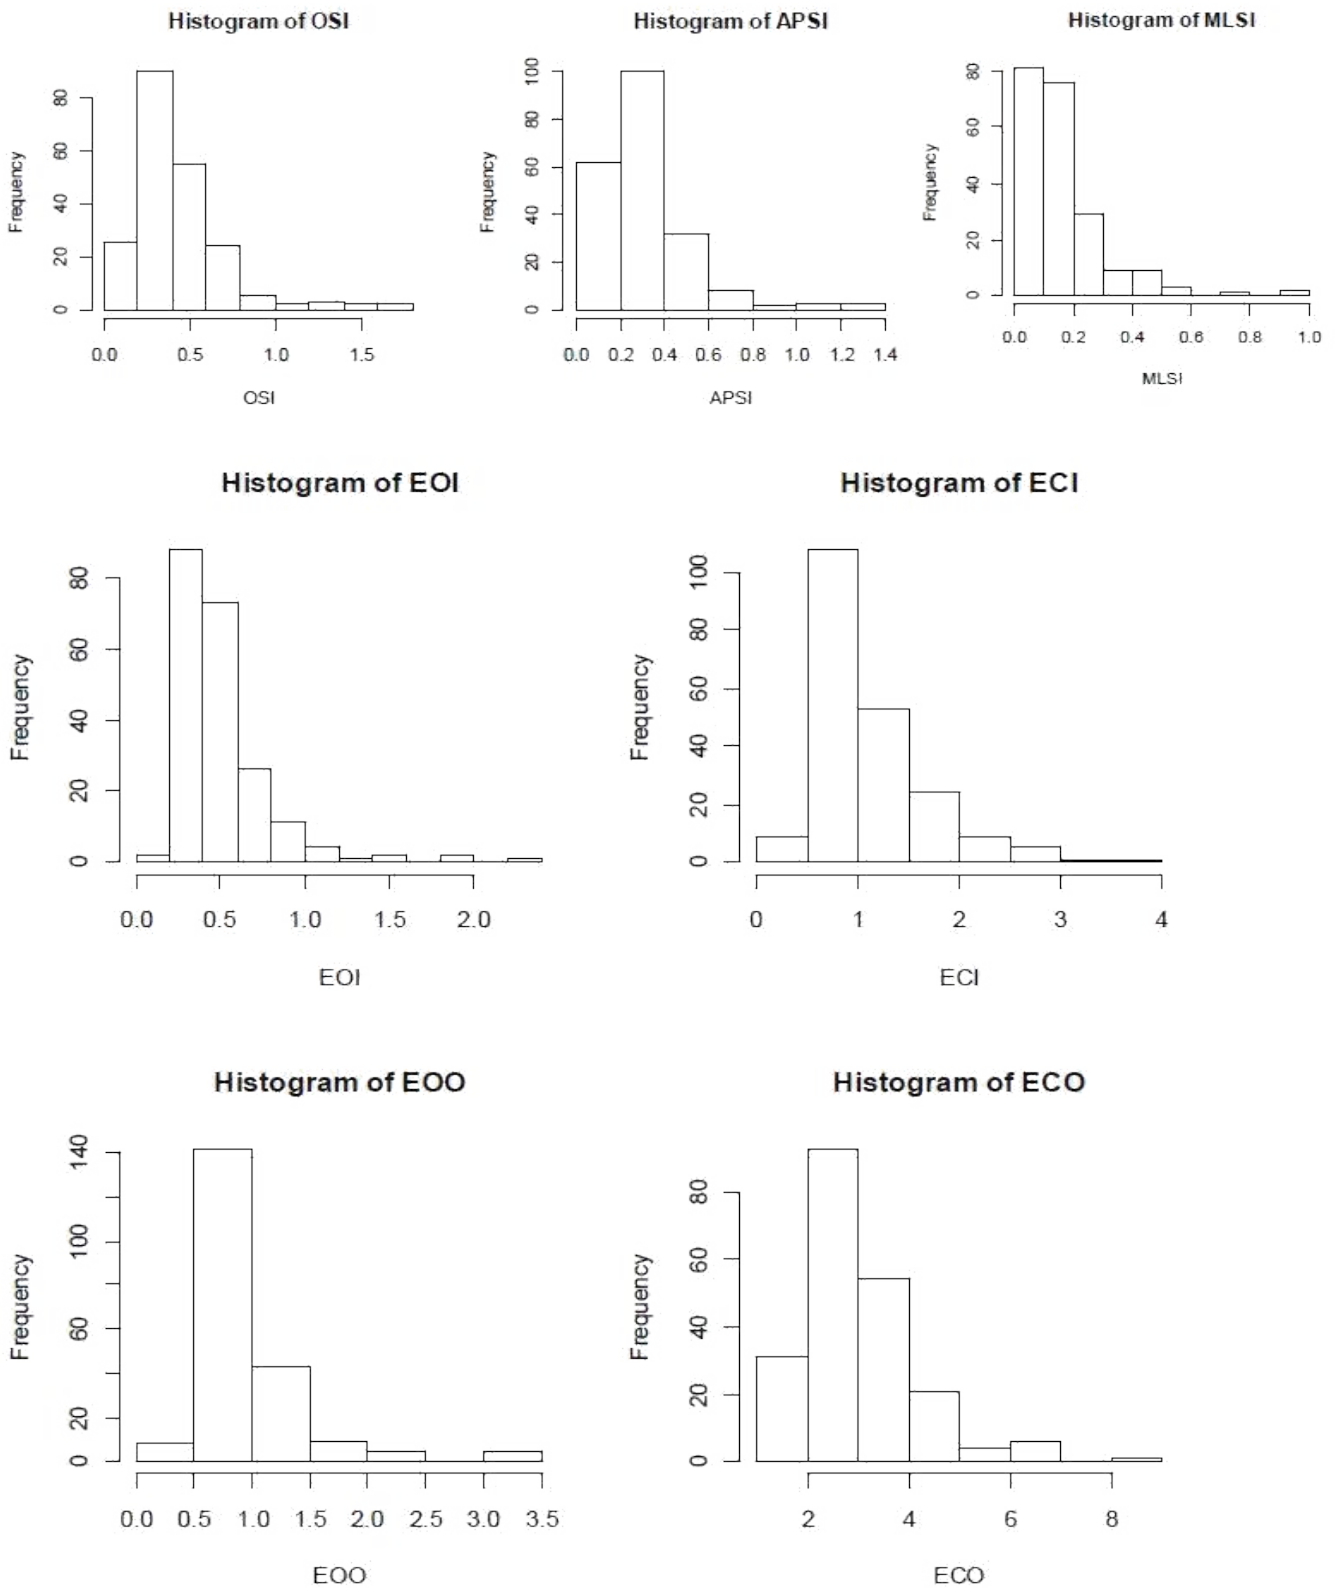 Histogram of OSI
Frequency
0
20
40
60
80
0.0 0.5 1.0 1.5
OSI
Histogram of APSI
Frequency
0
20
40
60
80
100
0.0 0.2 0.4 0.6 0.8 1.0 1.2 1.4
APSI
Histogram of MLSI
Frequency
0
20
40
60
80
0.0 0.2 0.4 0.6 0.8 1.0
MLSI
Histogram of EOI
Frequency
0
20
40
60
80
0.0 0.5 1.0 1.5 2.0
EOI
Histogram of ECI
Frequency
0
20
40
60
80
100
0 1 2 3 4
ECI
Histogram of EOO
Frequency
0
20
60
100
140
0.0 0.5 1.0 1.5 2.0 2.5 3.0 3.5
EOO
Histogram of ECO
Frequency
0
20
40
60
80
2 4 6 8
ECO